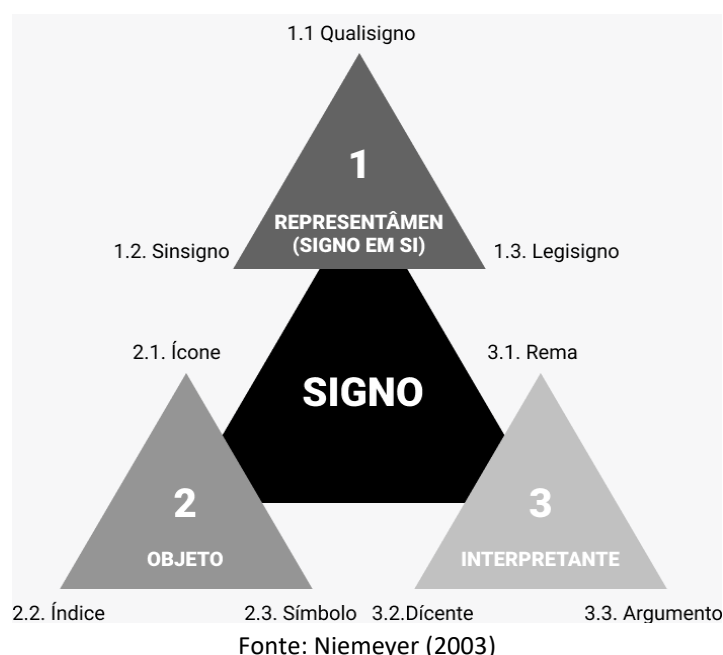 1.1 Qualisigno
1
REPRESENTÂMEN
(SIGNO EM SI)
1.2. Sinsigno
1.3. Legisigno
2.1. Ícone
3.1. Rema
SIGNO
2
OBJETO
3
INTERPRETANTE
2.2. Índice
2.3. Símbolo
3.2.Dícente
3.3. Argumento
Fonte: Niemeyer (2003)